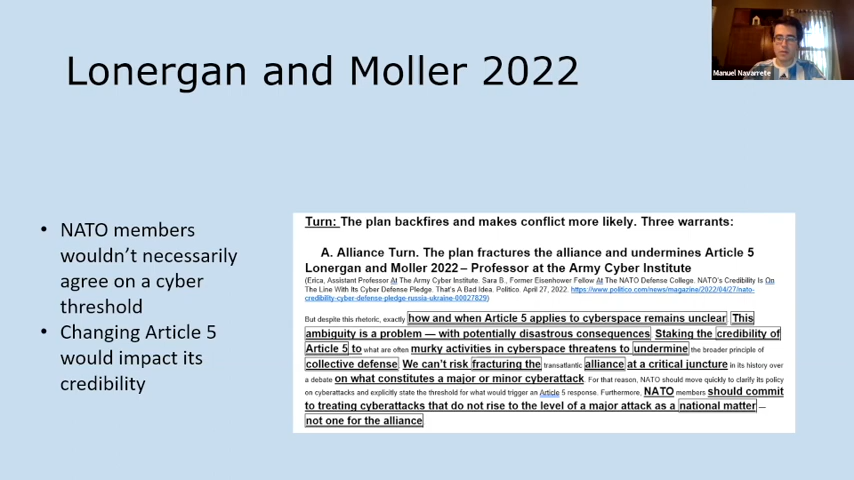 Lonergan and Moller 2022
Manuel Navarrete
• NATO members
wouldn't necessarily
agree on a cyber
threshold
• Changing Article 5
would impact its
credibility
Turn: The plan backfires and makes conflict more likely. Three warrants:
A. Alliance Turn. The plan fractures the alliance and undermines Article 5
Lonergan and Moller 2022 – Professor at the Army Cyber Institute
(Erica, Assistant Professor At The Army Cyber Institute. Sara B., Former Eisenhower Fellow At The NATO Defense College. NATO's Credibility Is On
The Line With Its Cyber Defense Pledge. That's A Bad Idea. Politico. April 27, 2022. https://www.politico.com/news/magazine/2022/04/27/nato-
credibility-cyber-defense-pledge-russia-ukraine-00027829)
But despite this rhetoric, exactly how and when Article 5 applies to cyberspace remains unclear This
ambiguity is a problem — with potentially disastrous consequences Staking the credibility of
Article 5 to what are often murky activities in cyberspace threatens to undermine the broader principle of
collective defense. We can't risk fracturing the transatlantic alliance at a critical juncture in its history over
a debate on what constitutes a major or minor cyberattack. For that reason, NATO should move quickly to clarify its policy
on cyberattacks and explicitly state the threshold for what would trigger an Article 5 response. Furthermore, NATO members should commit
to treating cyberattacks that do not rise to the level of a major attack as a national matter —
not one for the alliance